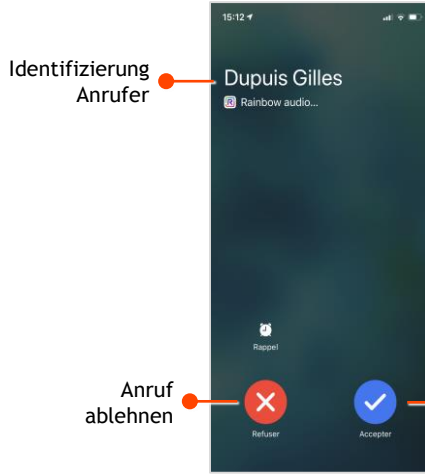 15:12
Identifizierung
Anrufer
Dupuis Gilles
Rainbow audio...
Rappel
Anruf
ablehnen
Refuser
Accepter